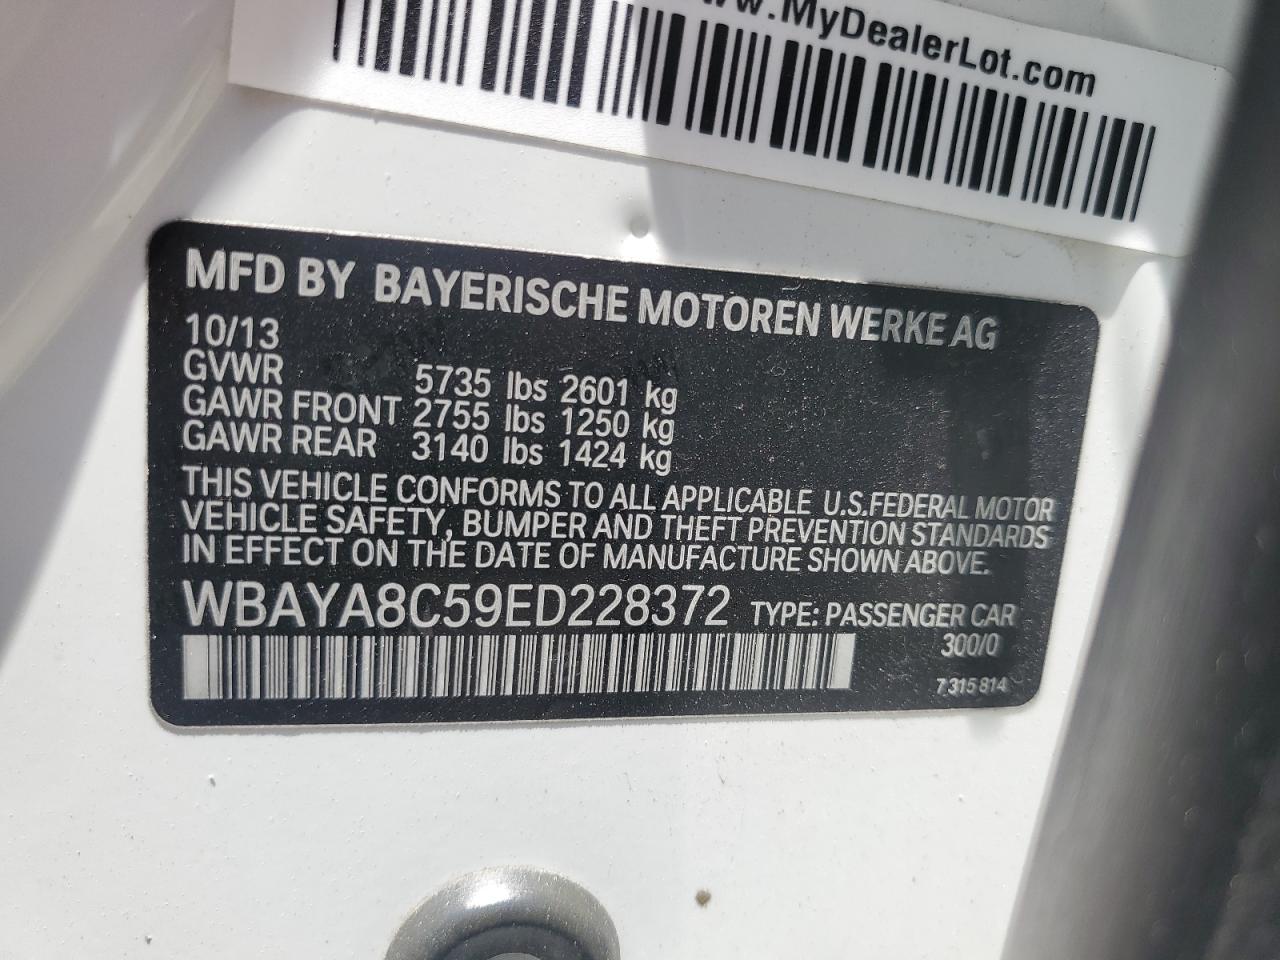 MyDealerLot.com
MFD BY BAYERISCHE MOTOREN WERKE AG
10/13
GVWR 5735 lbs 2601 kg
GAWR FRONT 2755 lbs 1250 kg
GAWR REAR 3140 lbs 1424 kg
THIS VEHICLE CONFORMS TO ALL APPLICABLE U.S.FEDERAL MOTOR
VEHICLE SAFETY, BUMPER AND THEFT PREVENTION STANDARDS
IN EFFECT ON THE DATE OF MANUFACTURE SHOWN ABOVE.
WBAYA8C59ED228372 TYPE: PASSENGER CAR
300/0
7315814